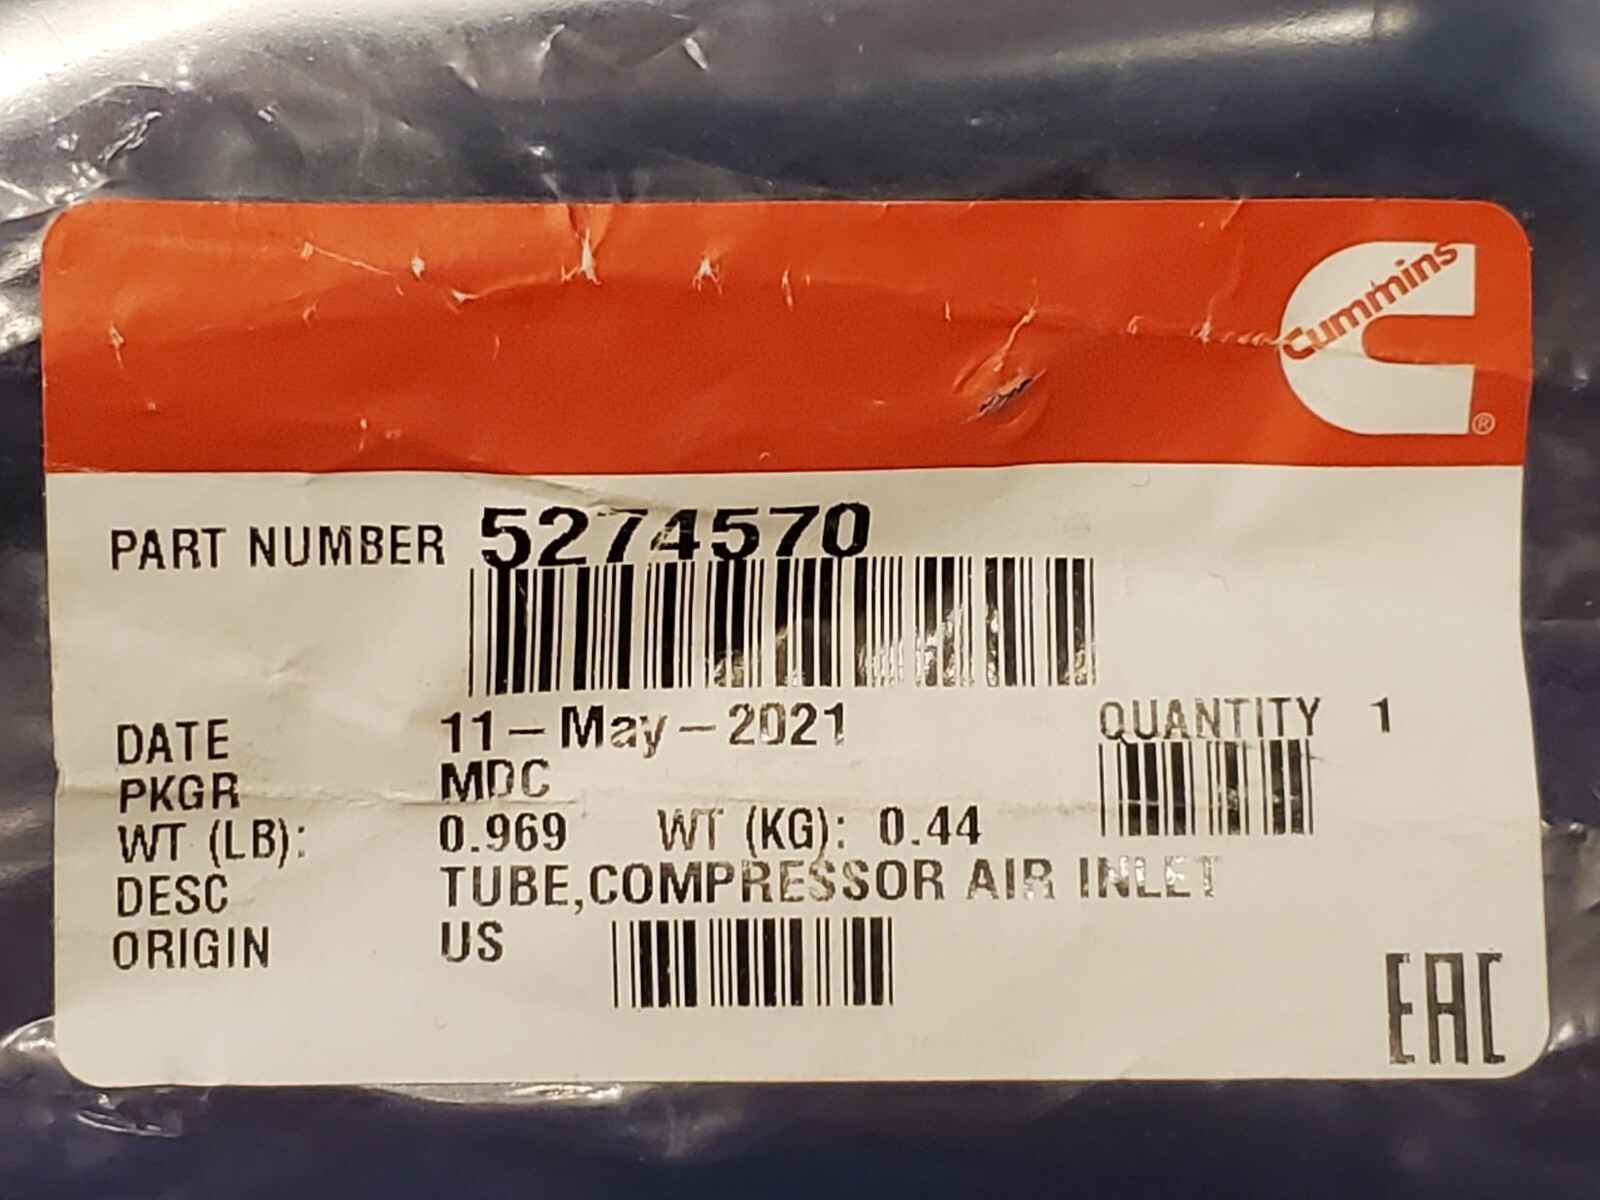 Cummins
®
PART NUMBER 5274570
DATE 11-May-2021 QUANTITY 1
PKGR MDC
WT (LB): 0.969 WT (KG): 0.44
DESC TUBE,COMPRESSOR AIR INLET
ORIGIN US
EAC